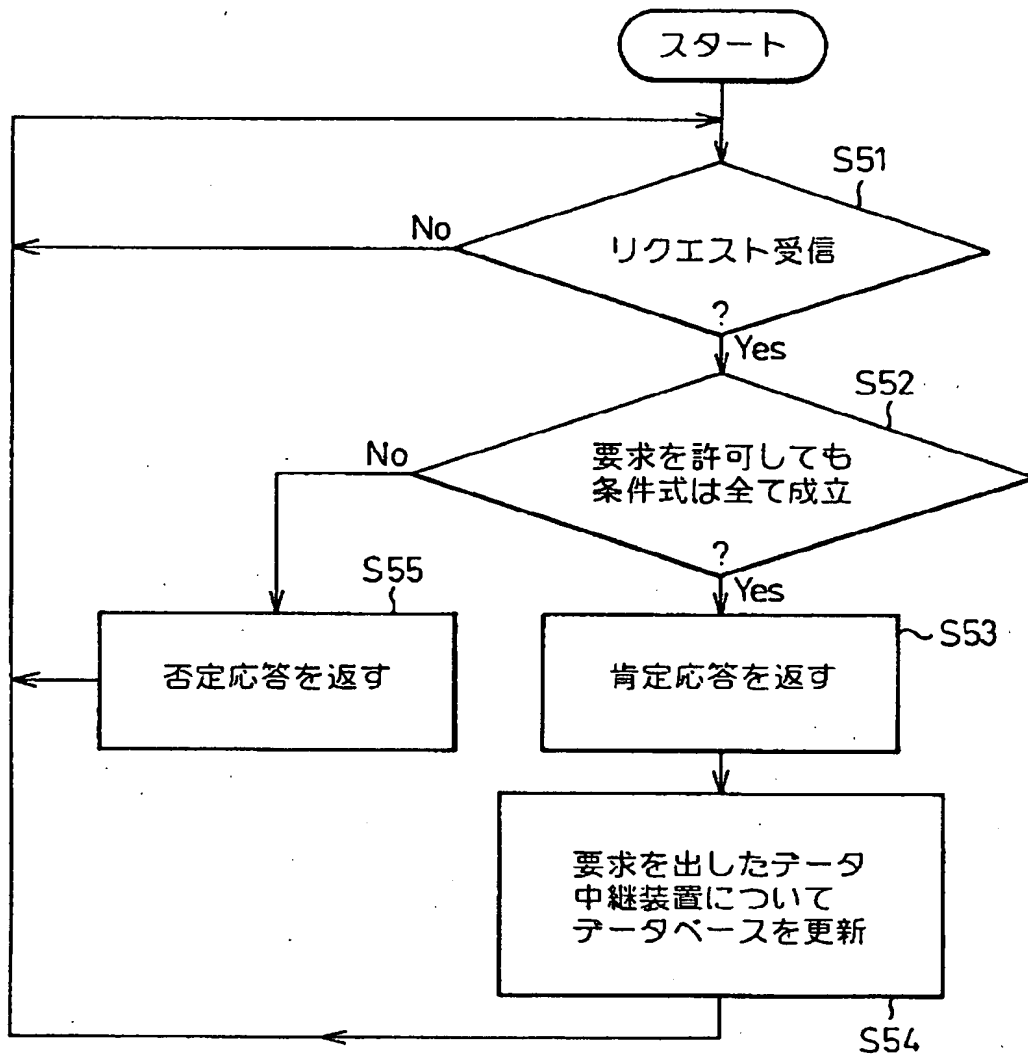 スタート
S51
No
リクエスト受信
?
Yes
S52
No
要求を許可しても
条件式は全て成立
?
Yes
S55
S53
否定応答を返す
肯定応答を返す
要求を出したデータ
中継装置について
データベースを更新
S54